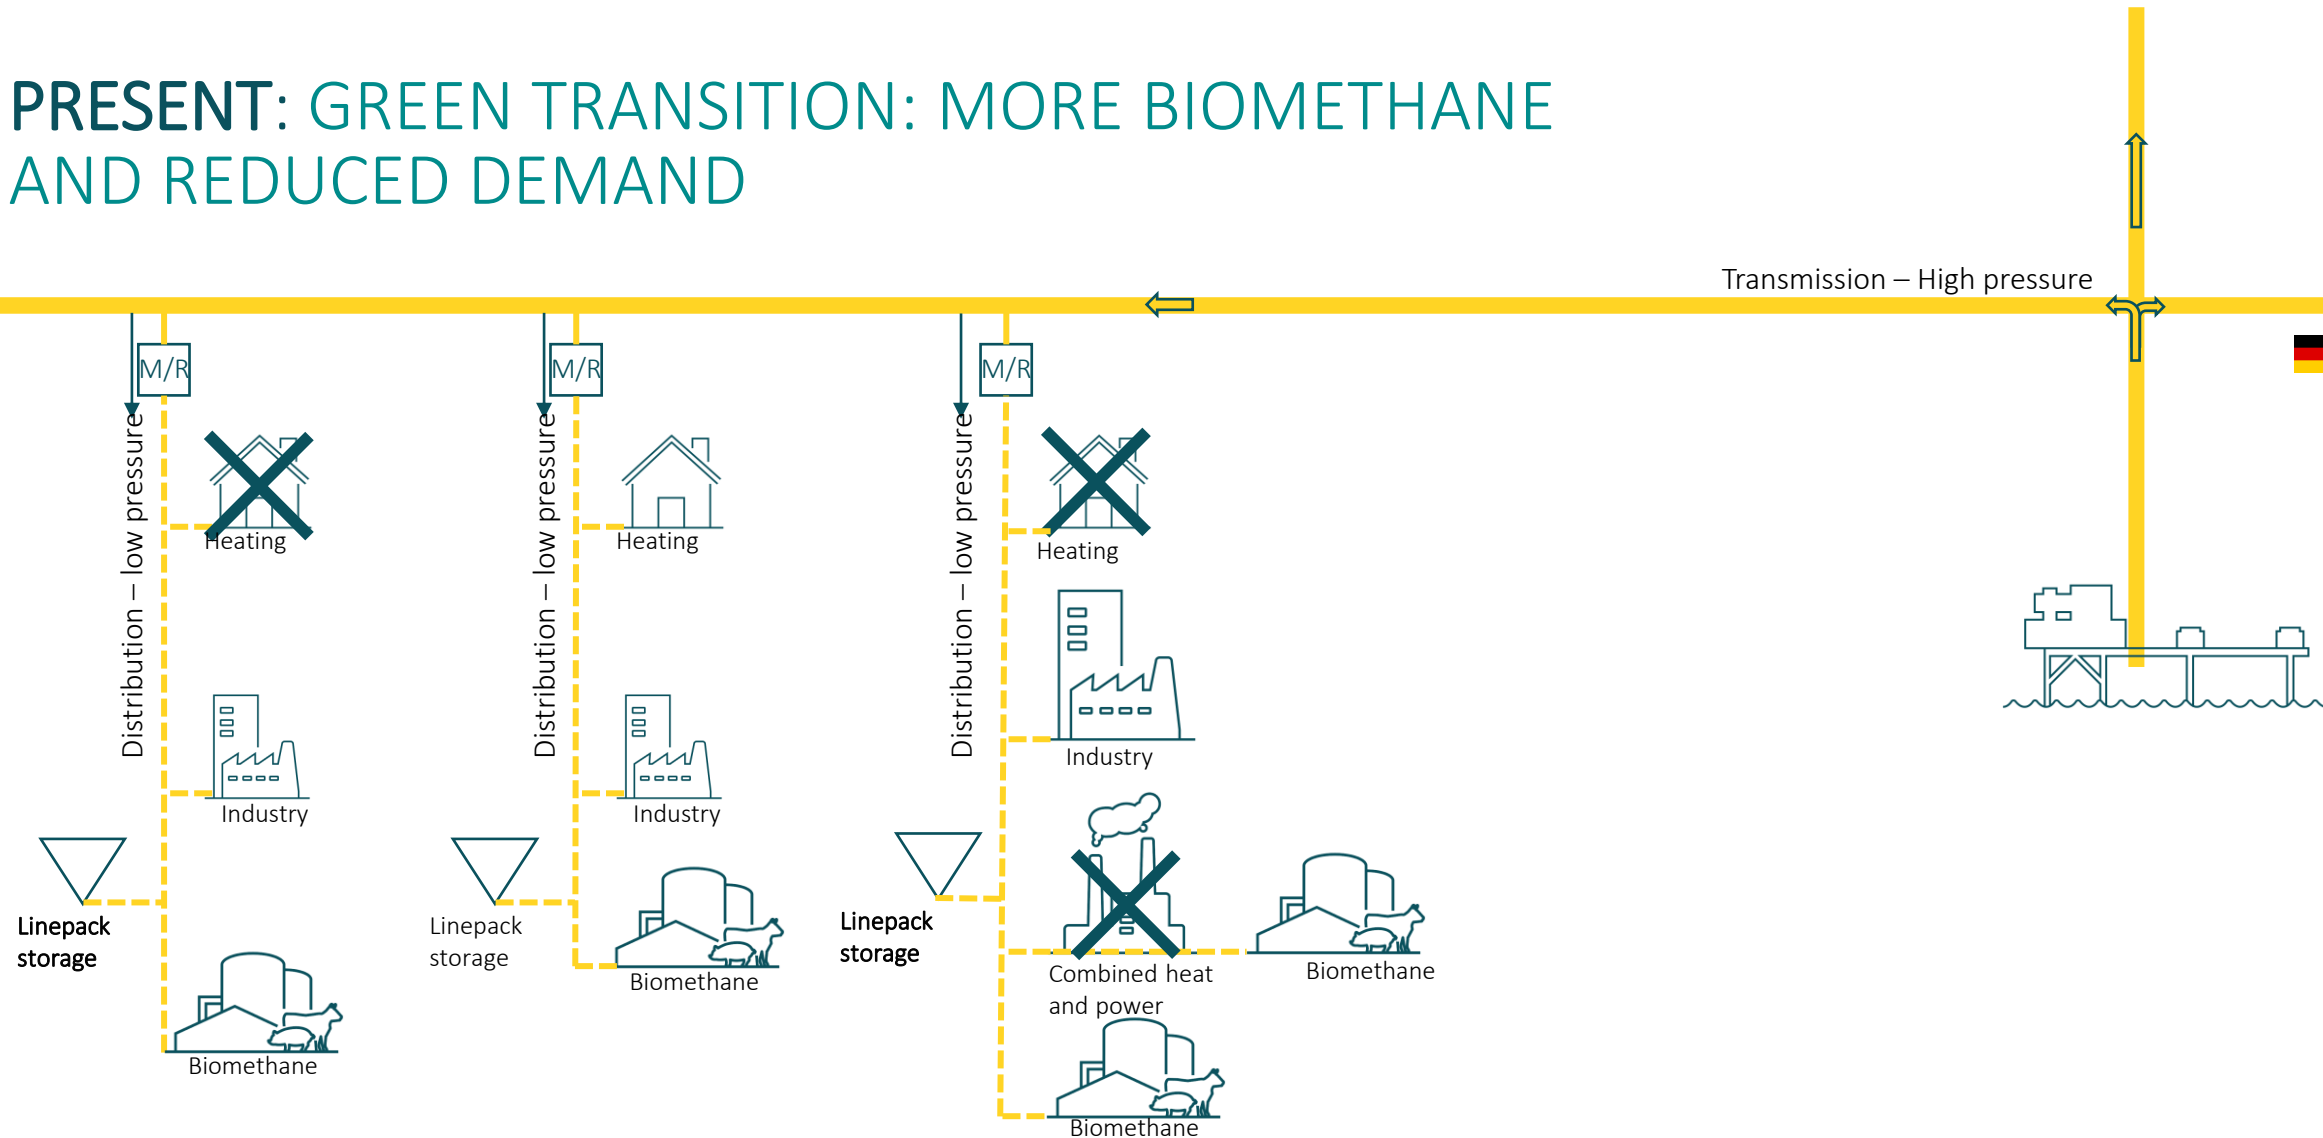 PRESENT: GREEN TRANSITION: MORE BIOMETHANE
AND REDUCED DEMAND
Transmission – High pressure
M/R
M/R
M/R
Distribution – low pressure
Heating
Industry
Linepack
storage
Biomethane
Distribution – low pressure
Heating
Industry
Linepack
storage
Biomethane
Distribution – low pressure
Heating
Industry
Linepack
storage
Combined heat
and power
Biomethane
Biomethane